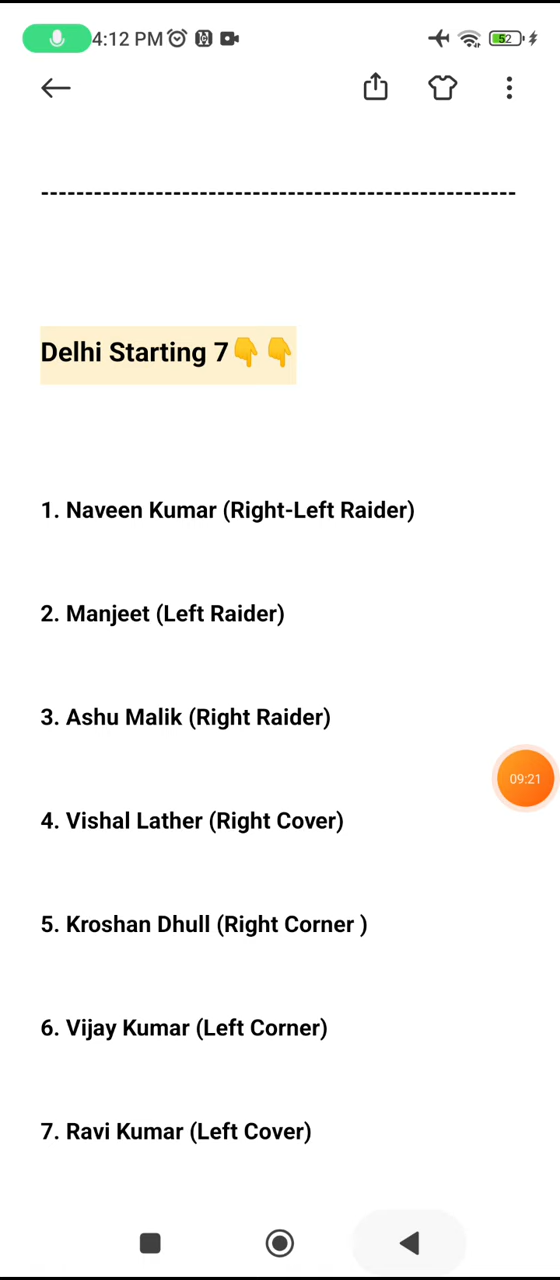 4:12 PM
52
------------------------------------------------------
Delhi Starting 7👇👇
1. Naveen Kumar (Right-Left Raider)
2. Manjeet (Left Raider)
3. Ashu Malik (Right Raider)
09:21
4. Vishal Lather (Right Cover)
5. Kroshan Dhull (Right Corner )
6. Vijay Kumar (Left Corner)
7. Ravi Kumar (Left Cover)